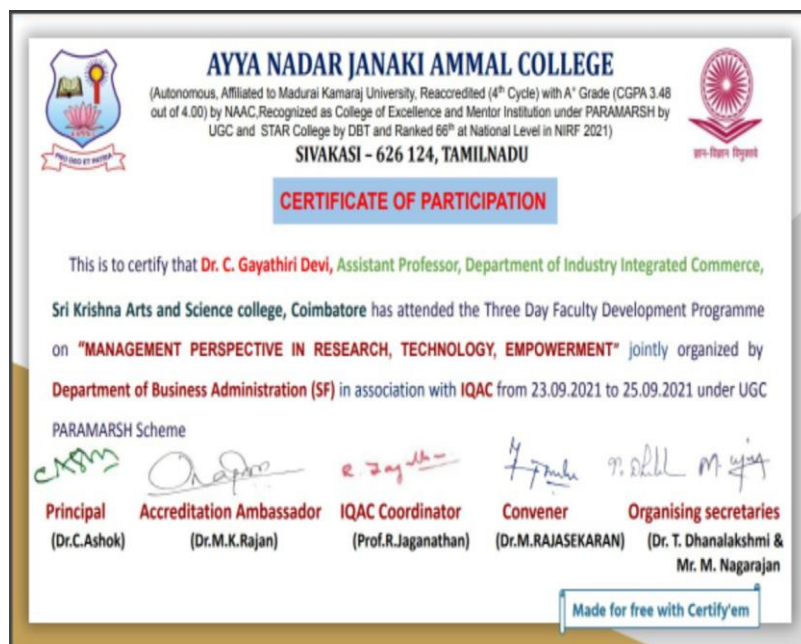 AYYA NADAR JANAKI AMMAL COLLEGE
(Autonomous, Affiliated to Madurai Kamaraj University, Reaccredited (4th Cycle) with A+ Grade (CGPA 3.48
out of 4.00) by NAAC,Recognized as College of Excellence and Mentor Institution under PARAMARSH by
UGC and STAR College by DBT and Ranked 66th at National Level in NIRF 2021)
SIVAKASI – 626 124, TAMILNADU
PRO DEO ET PATRIA
ज्ञान-विज्ञान विमुक्तये
CERTIFICATE OF PARTICIPATION
This is to certify that Dr. C. Gayathiri Devi, Assistant Professor, Department of Industry Integrated Commerce,
Sri Krishna Arts and Science college, Coimbatore has attended the Three Day Faculty Development Programme
on "MANAGEMENT PERSPECTIVE IN RESEARCH, TECHNOLOGY, EMPOWERMENT" jointly organized by
Department of Business Administration (SF) in association with IQAC from 23.09.2021 to 25.09.2021 under UGC
PARAMARSH Scheme
Principal Accreditation Ambassador IQAC Coordinator Convener Organising secretaries
(Dr.C.Ashok) (Dr.M.K.Rajan) (Prof.R.Jaganathan) (Dr.M.RAJASEKARAN) (Dr. T. Dhanalakshmi &
Mr. M. Nagarajan
Made for free with Certify'em